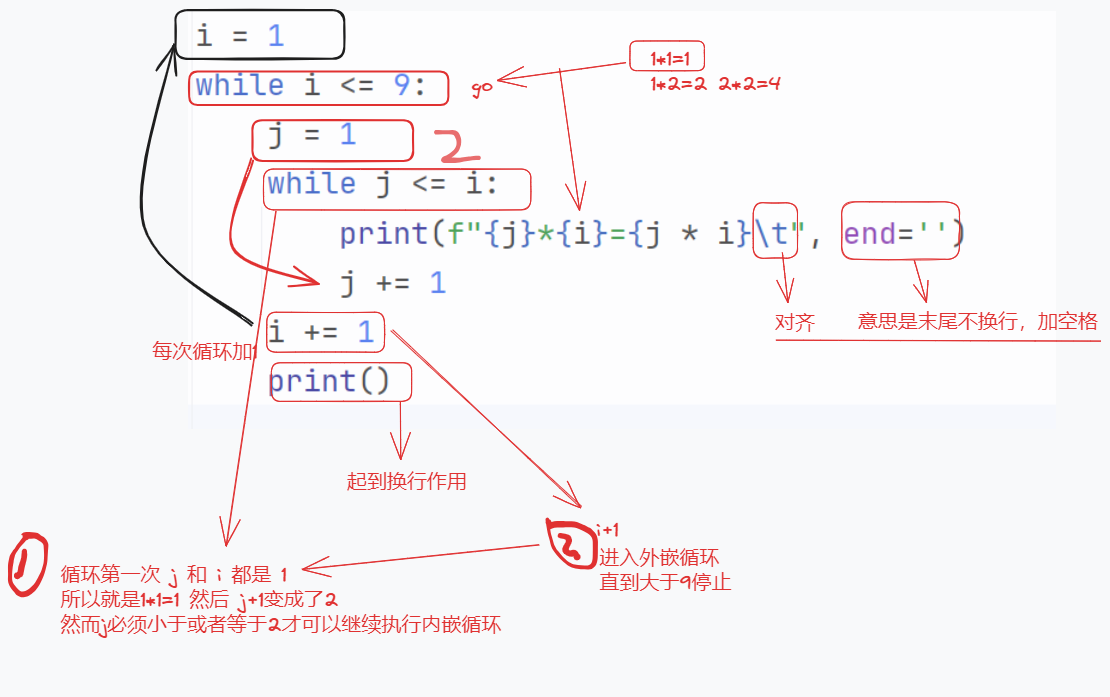 i = 1
while i <= 9:
go
1*1=1
1*2=2 2*2=4
j = 1
2
while j <= i:
print(f"{j}*{i}={j * i}\t", end='')
j += 1
对齐
意思是末尾不换行，加空格
i += 1
每次循环加1
print()
起到换行作用
1
循环第一次 j 和 i 都是 1
所以就是1*1=1 然后 j+1变成了2
然而j必须小于或者等于2才可以继续执行内嵌循环
2
i+1
进入外嵌循环
直到大于9停止